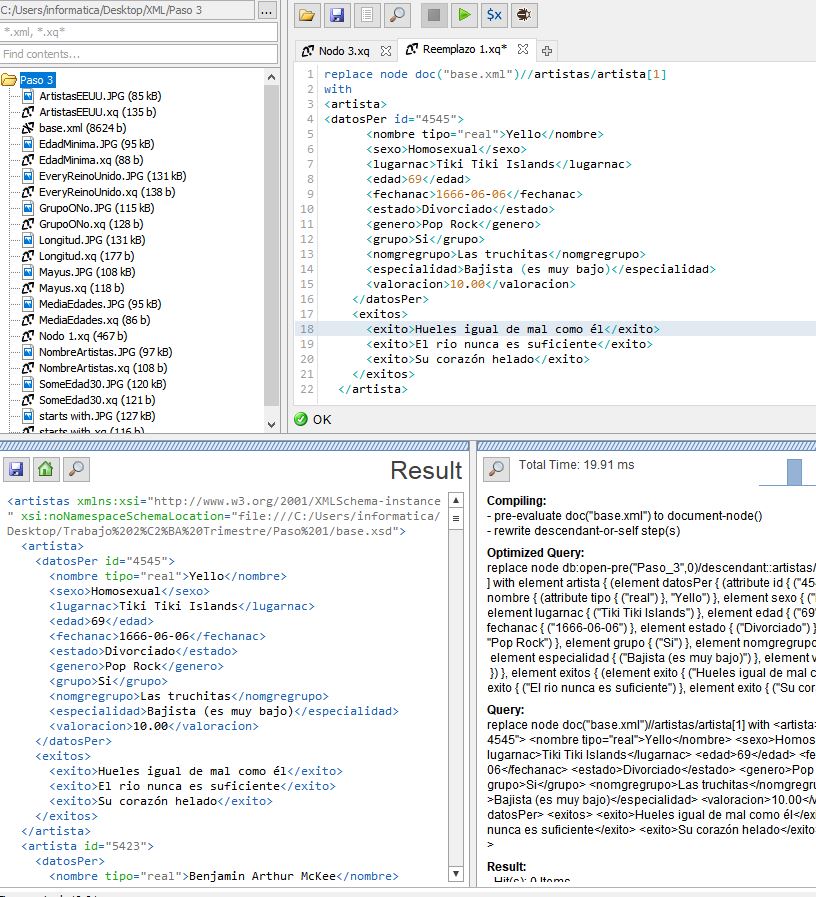 C:/Users/informatica/Desktop/XML/Paso 3
...
*.xml, *.xq*
Find contents...
Paso 3
ArtistasEEUU.JPG (85 kB)
ArtistasEEUU.xq (135 b)
base.xml (8624 b)
EdadMinima.JPG (95 kB)
EdadMinima.xq (88 b)
EveryReinoUnido.JPG (131 kB)
EveryReinoUnido.xq (138 b)
GrupoONo.JPG (115 kB)
GrupoONo.xq (128 b)
Longitud.JPG (131 kB)
Longitud.xq (177 b)
Mayus.JPG (108 kB)
Mayus.xq (118 b)
MediaEdades.JPG (95 kB)
MediaEdades.xq (86 b)
Nodo 1.xq (467 b)
NombreArtistas.JPG (97 kB)
NombreArtistas.xq (108 b)
SomeEdad30.JPG (120 kB)
SomeEdad30.xq (121 b)
starts with.JPG (127 kB)
starts with.xq (116 b)
$x
Nodo 3.xq
Reemplazo 1.xq*
1 replace node doc("base.xml")//artistas/artista[1]
2 with
3 <artista>
4 <datosPer id="4545">
5 <nombre tipo="real">Yello</nombre>
6 <sexo>Homosexual</sexo>
7 <lugarnac>Tiki Tiki Islands</lugarnac>
8 <edad>69</edad>
9 <fechanac>1666-06-06</fechanac>
10 <estado>Divorciado</estado>
11 <genero>Pop Rock</genero>
12 <grupo>Si</grupo>
13 <nomgregrupo>Las truchitas</nomgregrupo>
14 <especialidad>Bajista (es muy bajo)</especialidad>
15 <valoracion>10.00</valoracion>
16 </datosPer>
17 <exitos>
18 <exito>Hueles igual de mal como él</exito>
19 <exito>El rio nunca es suficiente</exito>
20 <exito>Su corazón helado</exito>
21 </exitos>
22 </artista>
OK
Result
<artistas xmlns:xsi="http://www.w3.org/2001/XMLSchema-instance
" xsi:noNamespaceSchemaLocation="file:///C:/Users/informatica/
Desktop/Trabajo%202%C2%BA%20Trimestre/Paso%201/base.xsd">
<artista>
<datosPer id="4545">
<nombre tipo="real">Yello</nombre>
<sexo>Homosexual</sexo>
<lugarnac>Tiki Tiki Islands</lugarnac>
<edad>69</edad>
<fechanac>1666-06-06</fechanac>
<estado>Divorciado</estado>
<genero>Pop Rock</genero>
<grupo>Si</grupo>
<nomgregrupo>Las truchitas</nomgregrupo>
<especialidad>Bajista (es muy bajo)</especialidad>
<valoracion>10.00</valoracion>
</datosPer>
<exitos>
<exito>Hueles igual de mal como él</exito>
<exito>El rio nunca es suficiente</exito>
<exito>Su corazón helado</exito>
</exitos>
</artista>
<artista id="5423">
<datosPer>
<nombre tipo="real">Benjamin Arthur McKee</nombre>
Total Time: 19.91 ms
Compiling:
- pre-evaluate doc("base.xml") to document-node()
- rewrite descendant-or-self step(s)
Optimized Query:
replace node db:open-pre("Paso_3",0)/descendant::artistas/
] with element artista { (element datosPer { (attribute id { ("454
nombre { (attribute tipo { ("real") }, "Yello") }, element sexo { ("
element lugarnac { ("Tiki Tiki Islands") }, element edad { ("69"
fechanac { ("1666-06-06") }, element estado { ("Divorciado") }
"Pop Rock") }, element grupo { ("Si") }, element nomgregrupo
element especialidad { ("Bajista (es muy bajo)") }, element v
}) }, element exitos { (element exito { ("Hueles igual de mal c
exito { ("El rio nunca es suficiente") }, element exito { ("Su cor
Query:
replace node doc("base.xml")//artistas/artista[1] with <artista>
4545"> <nombre tipo="real">Yello</nombre> <sexo>Homos
lugarnac>Tiki Tiki Islands</lugarnac> <edad>69</edad> <fe
06</fechanac> <estado>Divorciado</estado> <genero>Pop
grupo>Si</grupo> <nomgregrupo>Las truchitas</nomgregru
>Bajista (es muy bajo)</especialidad> <valoracion>10.00</v
datosPer> <exitos> <exito>Hueles igual de mal como él</exi
nunca es suficiente</exito> <exito>Su corazón helado</exito
>
Result:
- Hit(s): 0 Items